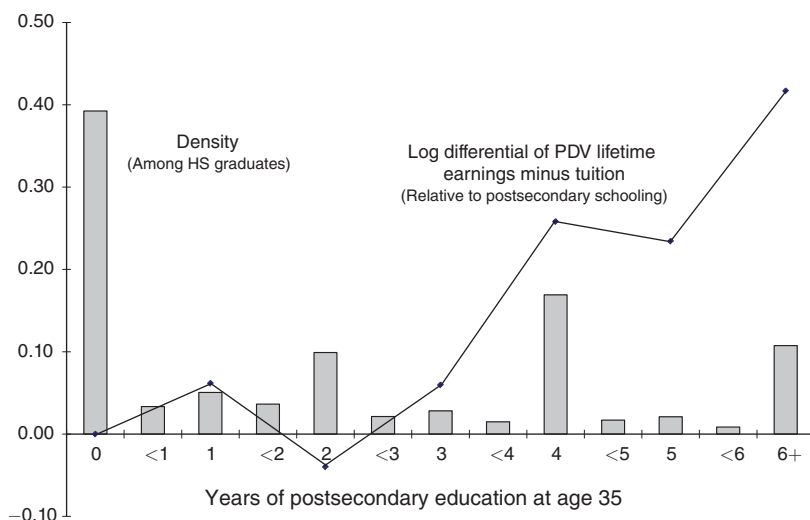 0.50
0.40
Density
(Among HS graduates)
Log differential of PDV lifetime
earnings minus tuition
(Relative to postsecondary schooling)
0.30
0.20
0.10
0.00
0 <1 1 <2 2 <3 3 <4 4 <5 5 <6 6+
−0.10
Years of postsecondary education at age 35